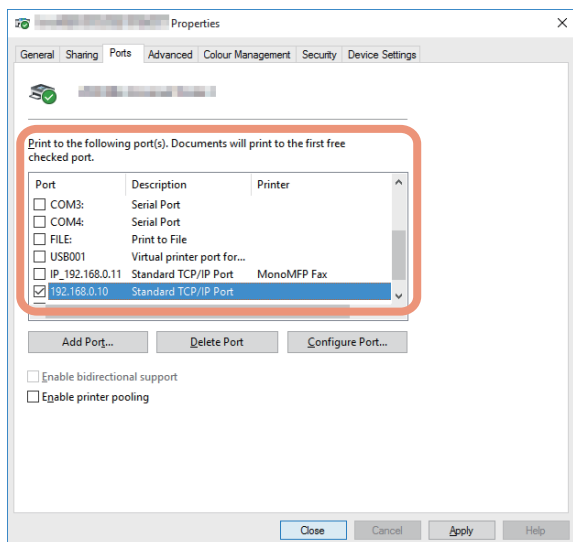 Properties
General Sharing Ports Advanced Colour Management Security Device Settings
Print to the following port(s). Documents will print to the first free
checked port.
Port Description Printer
COM3: Serial Port
COM4: Serial Port
FILE: Print to File
USB001 Virtual printer port for...
IP_192.168.0.11 Standard TCP/IP Port MonoMFP Fax
192.168.0.10 Standard TCP/IP Port
Add Port... Delete Port Configure Port...
Enable bidirectional support
Enable printer pooling
Close Cancel Apply Help